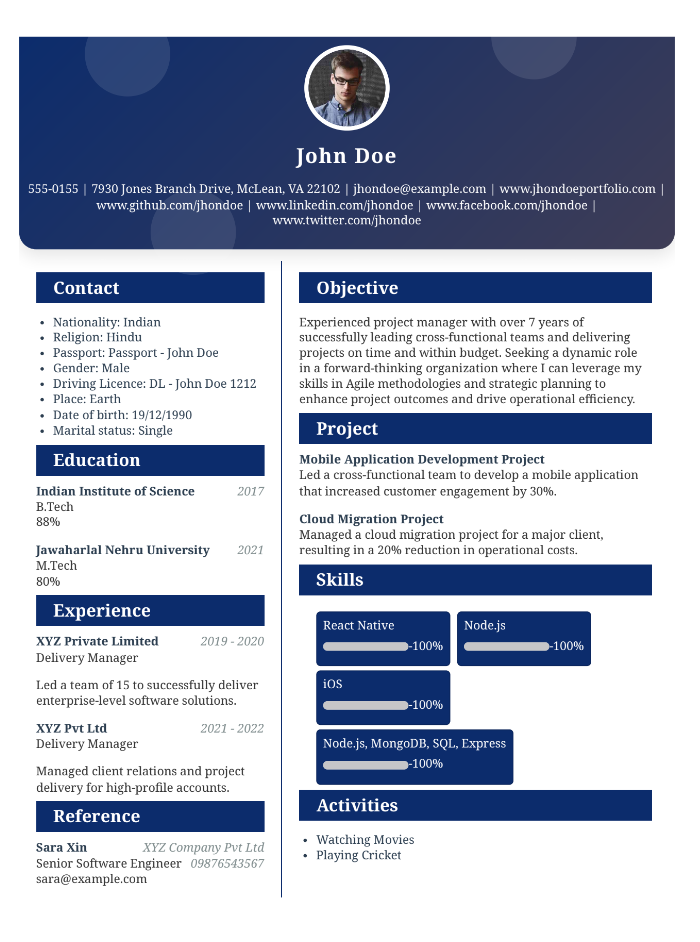 John Doe
555-0155 | 7930 Jones Branch Drive, McLean, VA 22102 | jhondoe@example.com | www.jhondoeportfolio.com |
www.github.com/jhondoe | www.linkedin.com/jhondoe | www.facebook.com/jhondoe |
www.twitter.com/jhondoe
Contact
• Nationality: Indian
• Religion: Hindu
• Passport: Passport - John Doe
• Gender: Male
• Driving Licence: DL - John Doe 1212
• Place: Earth
• Date of birth: 19/12/1990
• Marital status: Single
Education
Indian Institute of Science 2017
B.Tech
88%
Jawaharlal Nehru University 2021
M.Tech
80%
Experience
XYZ Private Limited 2019 - 2020
Delivery Manager
Led a team of 15 to successfully deliver
enterprise-level software solutions.
XYZ Pvt Ltd 2021 - 2022
Delivery Manager
Managed client relations and project
delivery for high-profile accounts.
Reference
Sara Xin XYZ Company Pvt Ltd
Senior Software Engineer 09876543567
sara@example.com
Objective
Experienced project manager with over 7 years of
successfully leading cross-functional teams and delivering
projects on time and within budget. Seeking a dynamic role
in a forward-thinking organization where I can leverage my
skills in Agile methodologies and strategic planning to
enhance project outcomes and drive operational efficiency.
Project
Mobile Application Development Project
Led a cross-functional team to develop a mobile application
that increased customer engagement by 30%.
Cloud Migration Project
Managed a cloud migration project for a major client,
resulting in a 20% reduction in operational costs.
Skills
React Native
-100%
Node.js
-100%
iOS
-100%
Node.js, MongoDB, SQL, Express
-100%
Activities
• Watching Movies
• Playing Cricket